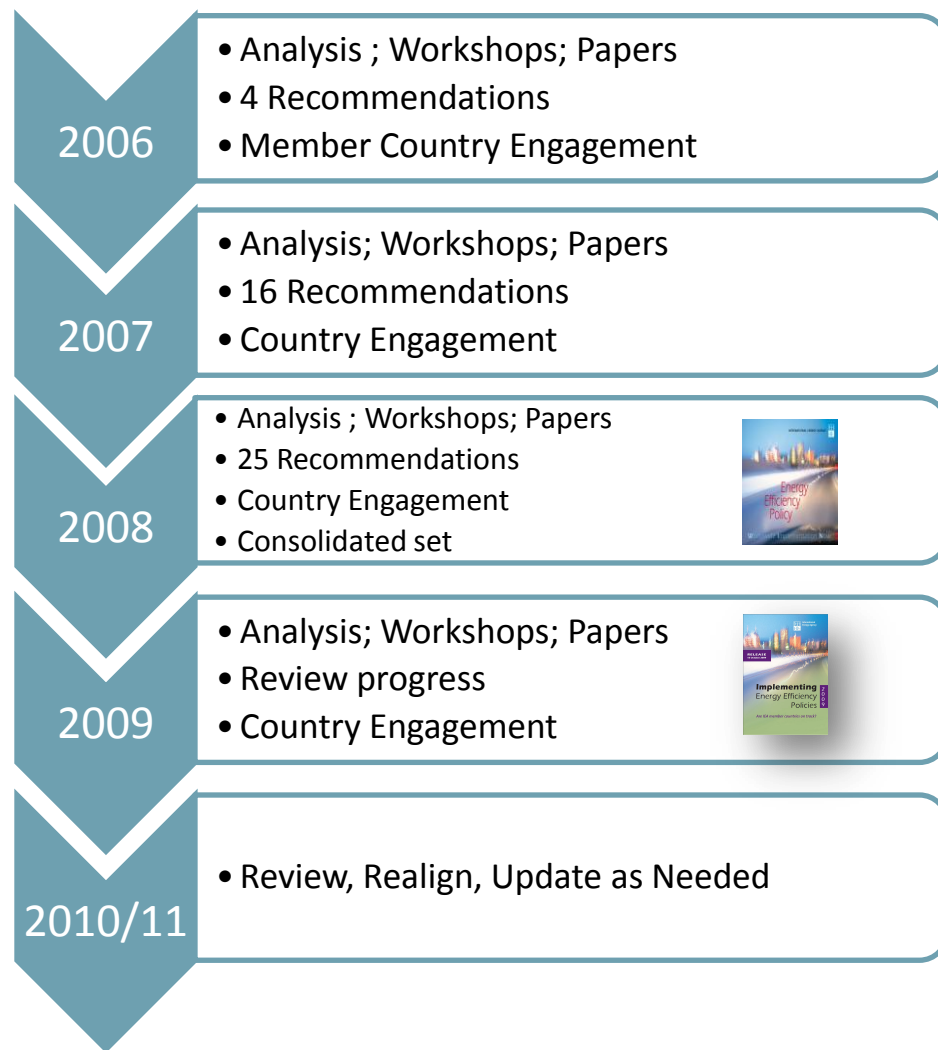 2006
• Analysis ; Workshops; Papers
• 4 Recommendations
• Member Country Engagement
2007
• Analysis; Workshops; Papers
• 16 Recommendations
• Country Engagement
2008
• Analysis ; Workshops; Papers
• 25 Recommendations
• Country Engagement
• Consolidated set
Energy
Efficiency
Policy
2009
• Analysis; Workshops; Papers
• Review progress
• Country Engagement
RELEASE
Implementing
Energy Efficiency
Policies
2009
2010/11
• Review, Realign, Update as Needed